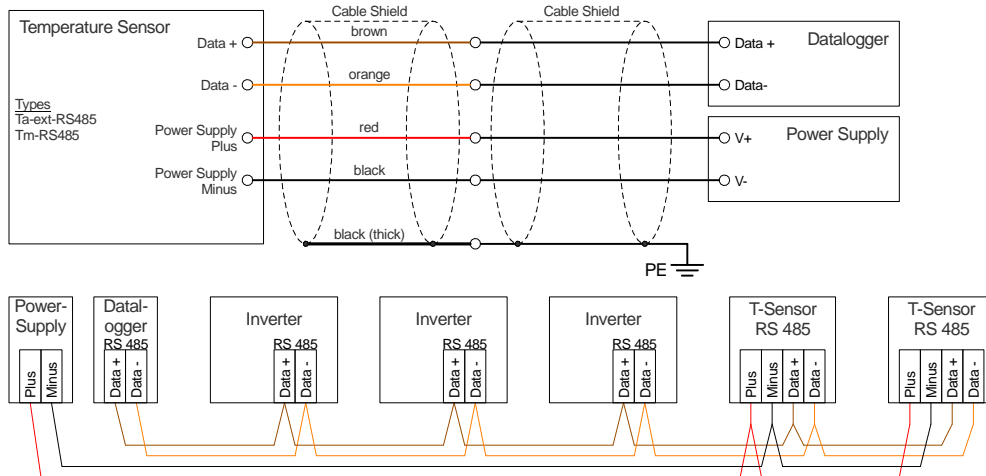 Cable Shield
Cable Shield
Temperature Sensor
brown
Data +
Data +
Datalogger
orange
Data -
Data-
Types
Ta-ext-RS485
Tm-RS485
Power Supply
Plus
red
V+
Power Supply
Power Supply
Minus
black
V-
black (thick)
PE
Power-
Supply
Plus
Minus
Datal-
ogger
RS 485
Data +
Data -
Inverter
RS 485
Data +
Data -
Inverter
RS 485
Data +
Data -
Inverter
RS 485
Data +
Data -
T-Sensor
RS 485
Plus
Minus
Data +
Data -
T-Sensor
RS 485
Plus
Minus
Data +
Data -